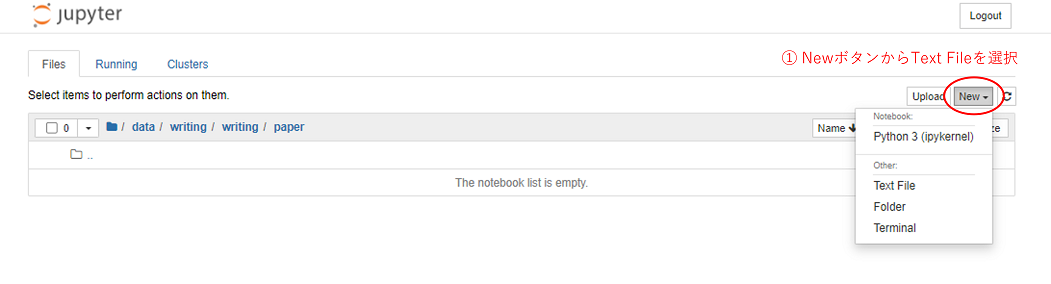 jupyter
Logout
Files Running Clusters
① NewボタンからText Fileを選択
Select items to perform actions on them.
Upload New
0 / data / writing / writing / paper
Name
Notebook:
Python 3 (ipykernel)
..
Other:
The notebook list is empty.
Text File
Folder
Terminal